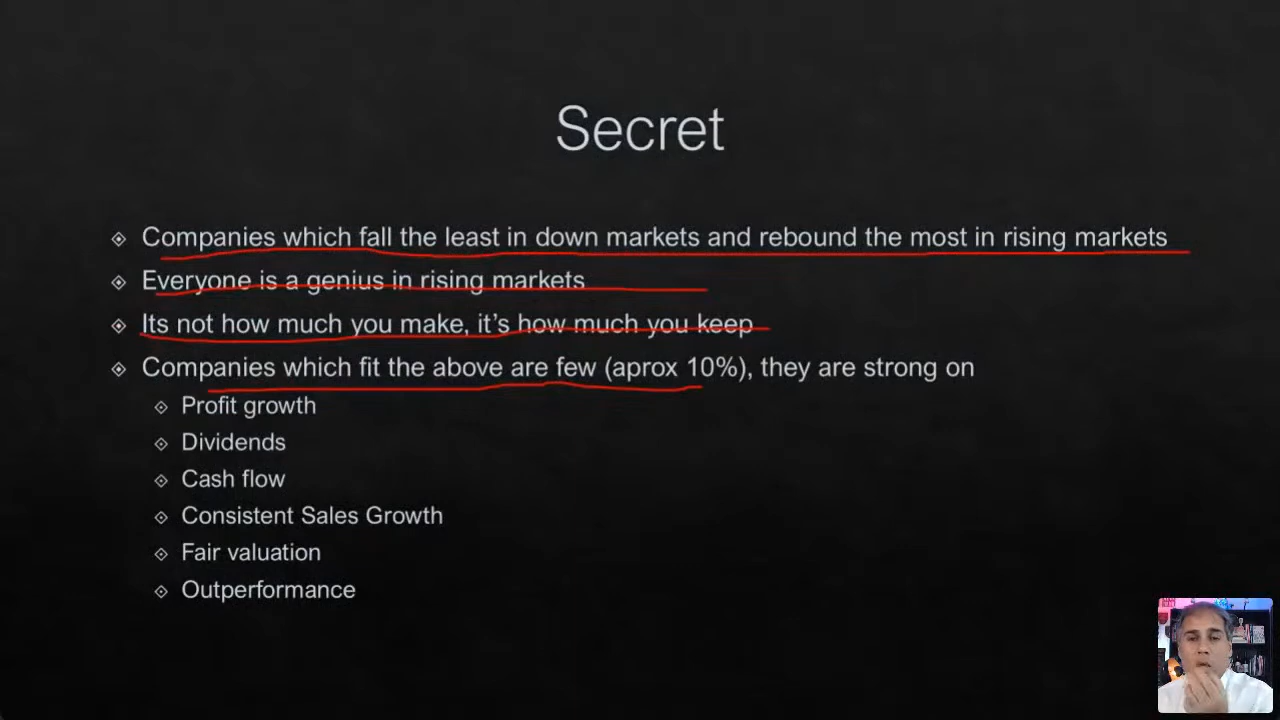 Secret
Companies which fall the least in down markets and rebound the most in rising markets
Everyone is a genius in rising markets
Its not how much you make, it’s how much you keep
Companies which fit the above are few (aprox 10%), they are strong on
Profit growth
Dividends
Cash flow
Consistent Sales Growth
Fair valuation
Outperformance